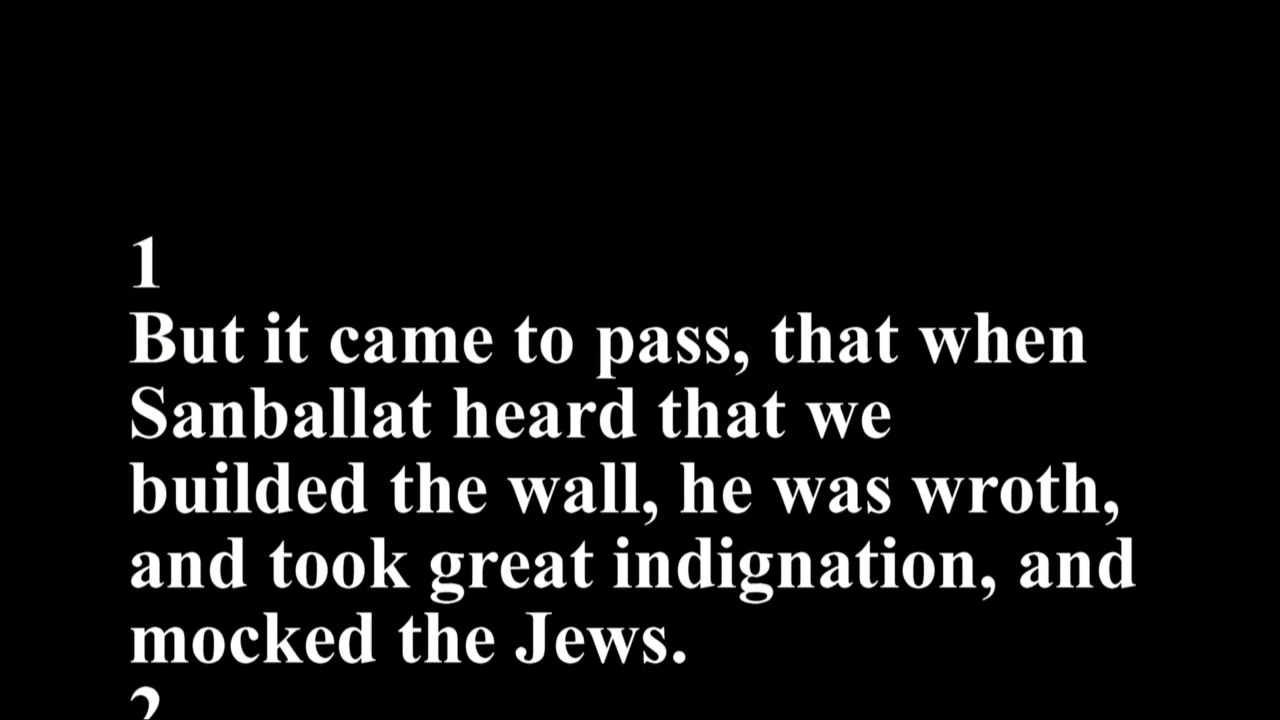 1
But it came to pass, that when
Sanballat heard that we
builded the wall, he was wroth,
and took great indignation, and
mocked the Jews.
2